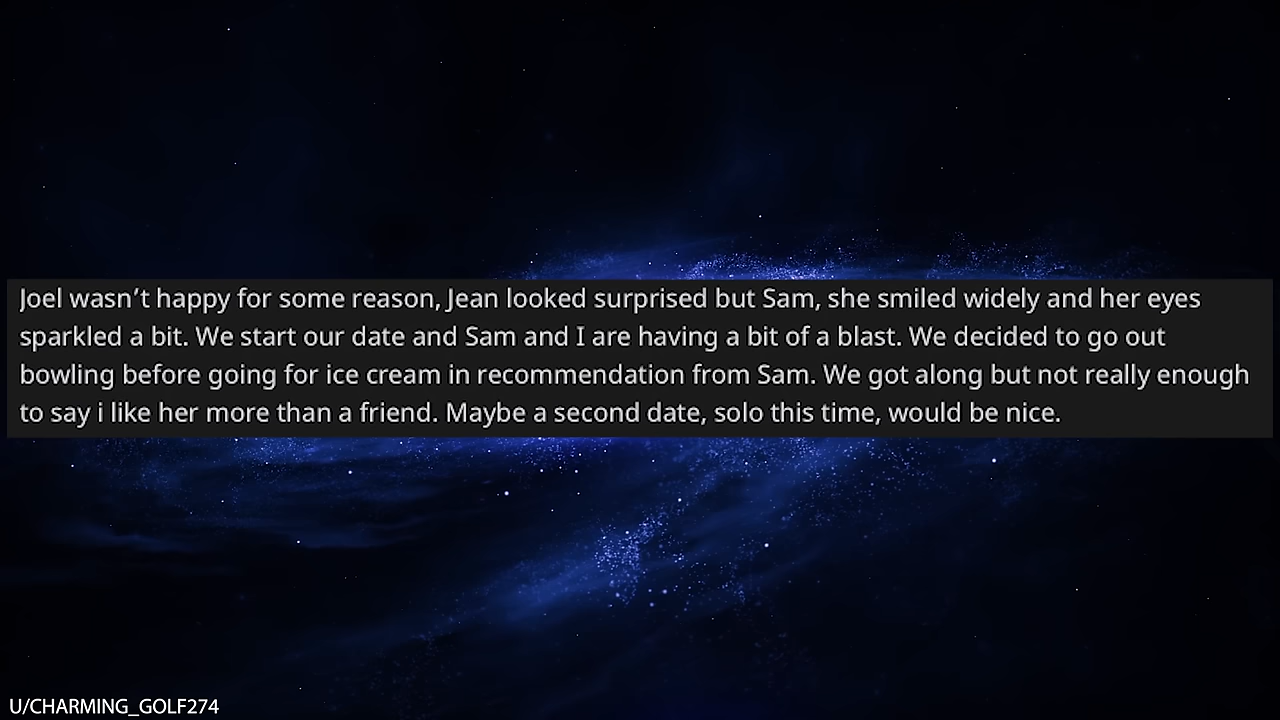 Joel wasn’t happy for some reason, Jean looked surprised but Sam, she smiled widely and her eyes
sparkled a bit. We start our date and Sam and I are having a bit of a blast. We decided to go out
bowling before going for ice cream in recommendation from Sam. We got along but not really enough
to say i like her more than a friend. Maybe a second date, solo this time, would be nice.
U/CHARMING_GOLF274